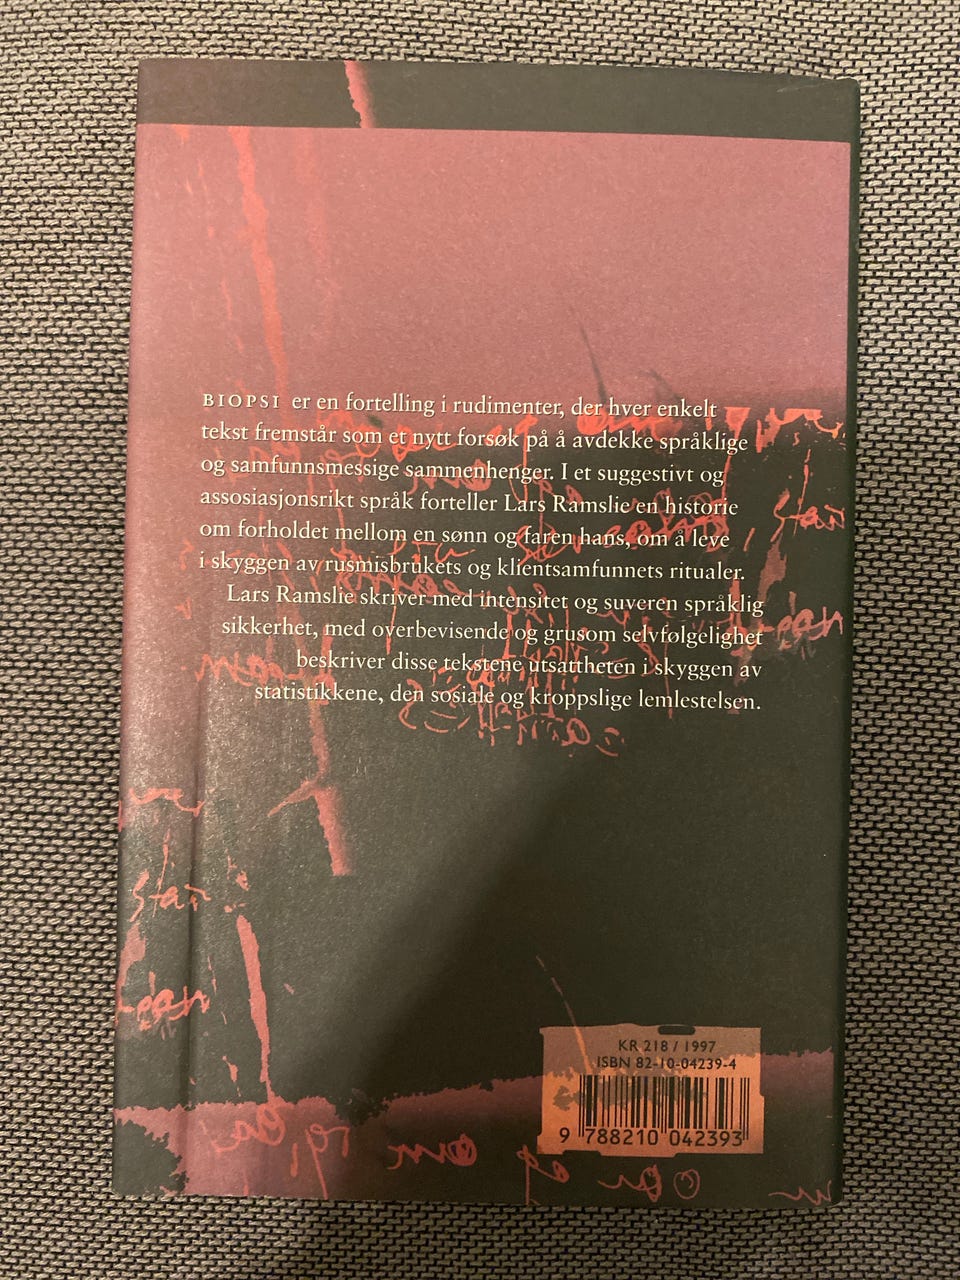 BIOPSI er en fortelling i rudimenter, der hver enkelt
tekst fremstår som et nytt forsøk på å avdekke språklige
og samfunnsmessige sammenhenger. I et suggestivt og
assosiasjonsrikt språk forteller Lars Ramslie en historie
om forholdet mellom en sønn og faren hans, om å leve
i skyggen av rusmisbrukets og klientsamfunnets ritualer.
Lars Ramslie skriver med intensitet og suveren språklig
sikkerhet, med overbevisende og grusom selvfølgelighet
beskriver disse tekstene utsattheten i skyggen av
statistikkene, den sosiale og kroppslige lemlestelsen.
KR 218 / 1997
ISBN 82-10-04239-4
9 788210 042393